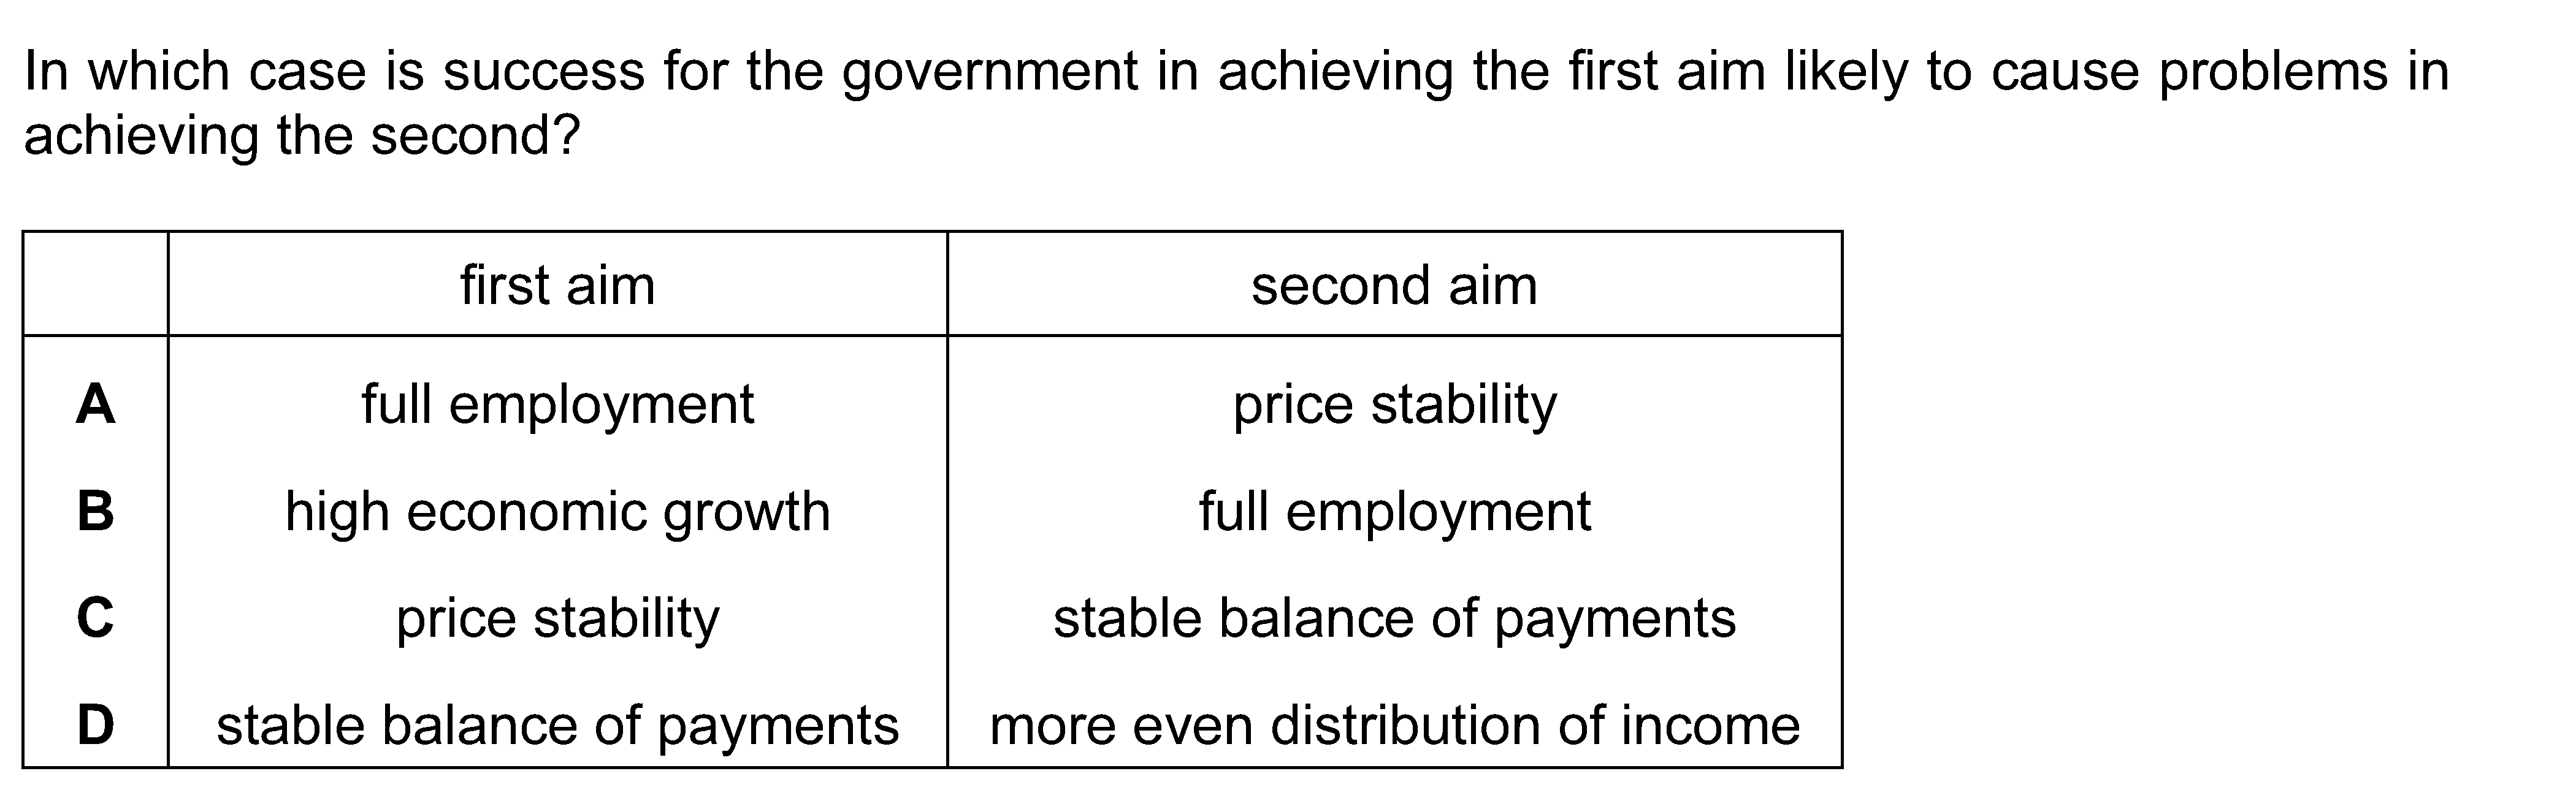 In which case is success for the government in achieving the first aim likely to cause problems in
achieving the second?
first aim second aim
A full employment price stability
B high economic growth full employment
C price stability stable balance of payments
D stable balance of payments more even distribution of income